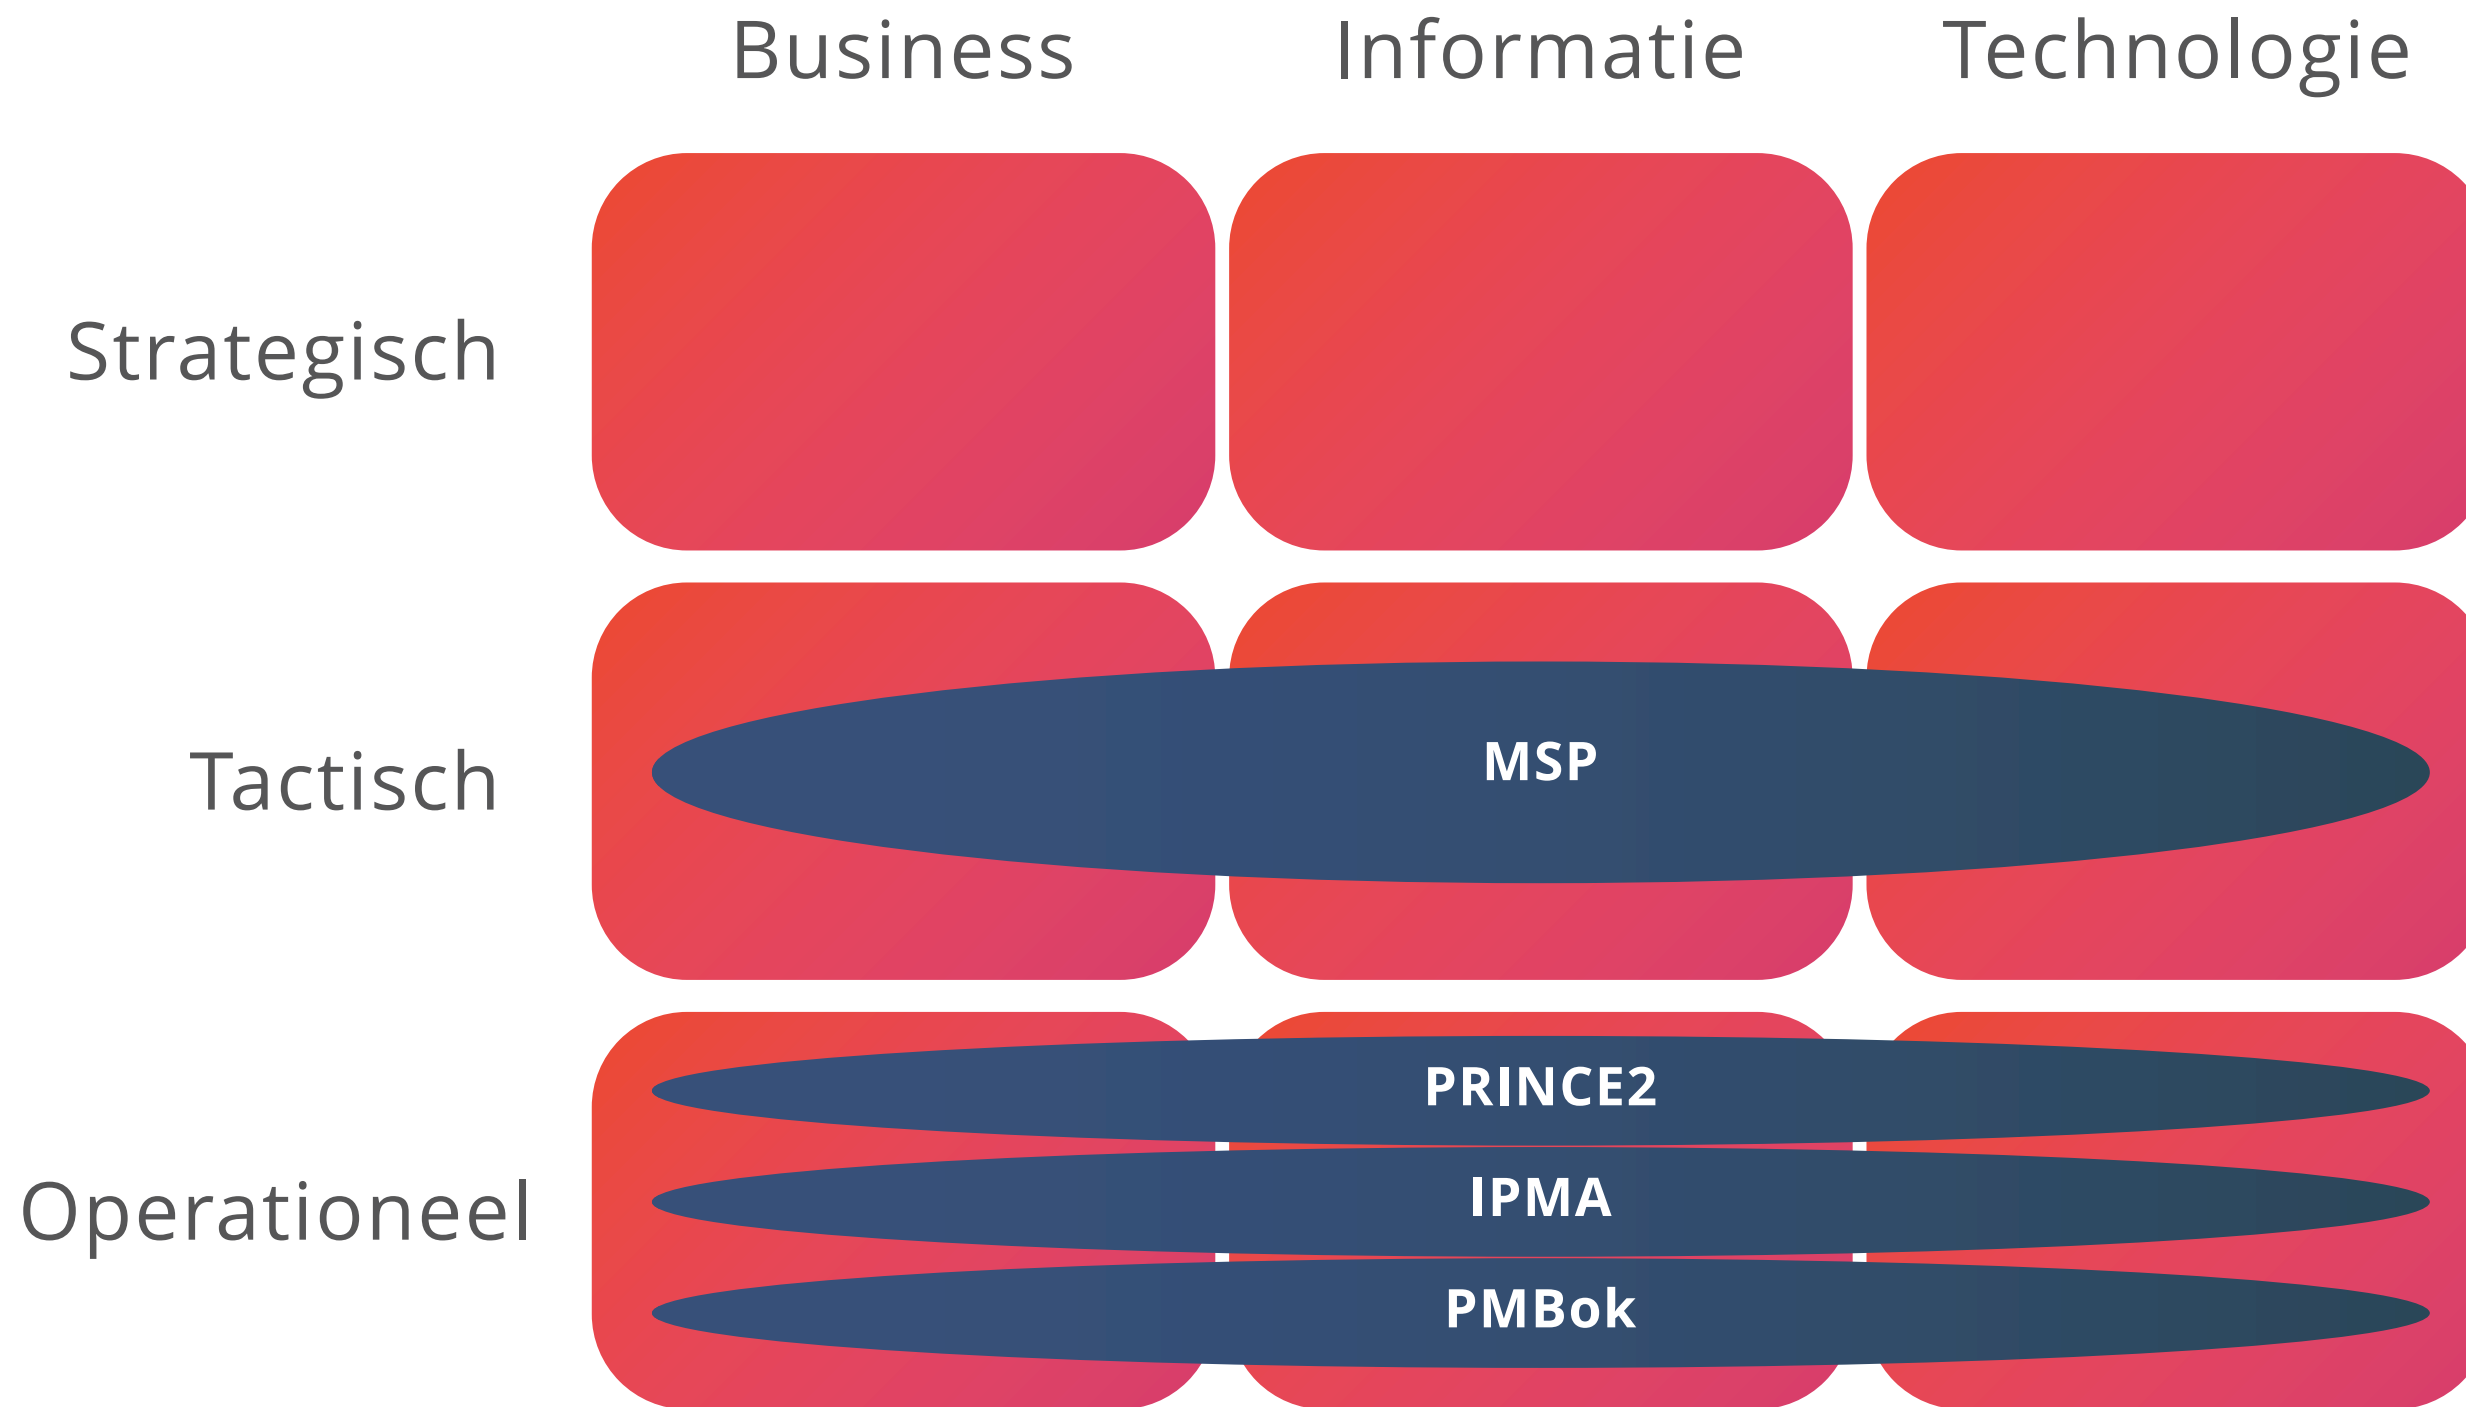 Business Informatie Technologie
Strategisch
Tactisch
MSP
Operationeel
PRINCE2
IPMA
PMBok